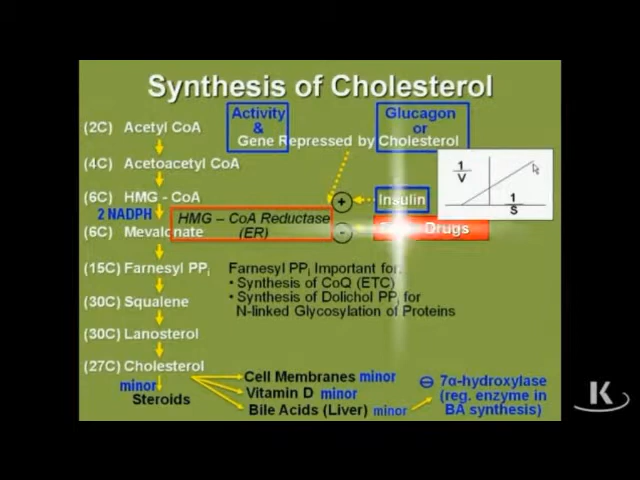 Synthesis of Cholesterol
Activity
&
Glucagon
or
Gene Repressed by Cholesterol
(2C) Acetyl CoA
(4C) Acetoacetyl CoA
(6C) HMG - CoA
2 NADPH
HMG – CoA Reductase
(ER)
+
Insulin
-
Drugs
1
V
1
S
(6C) Mevalonate
(15C) Farnesyl PPi
Farnesyl PPi Important for:
• Synthesis of CoQ (ETC)
• Synthesis of Dolichol PPi for
N-linked Glycosylation of Proteins
(30C) Squalene
(30C) Lanosterol
(27C) Cholesterol
minor
Steroids
Cell Membranes minor
Vitamin D minor
Bile Acids (Liver) minor
⊖ 7α-hydroxylase
(reg. enzyme in
BA synthesis)
K